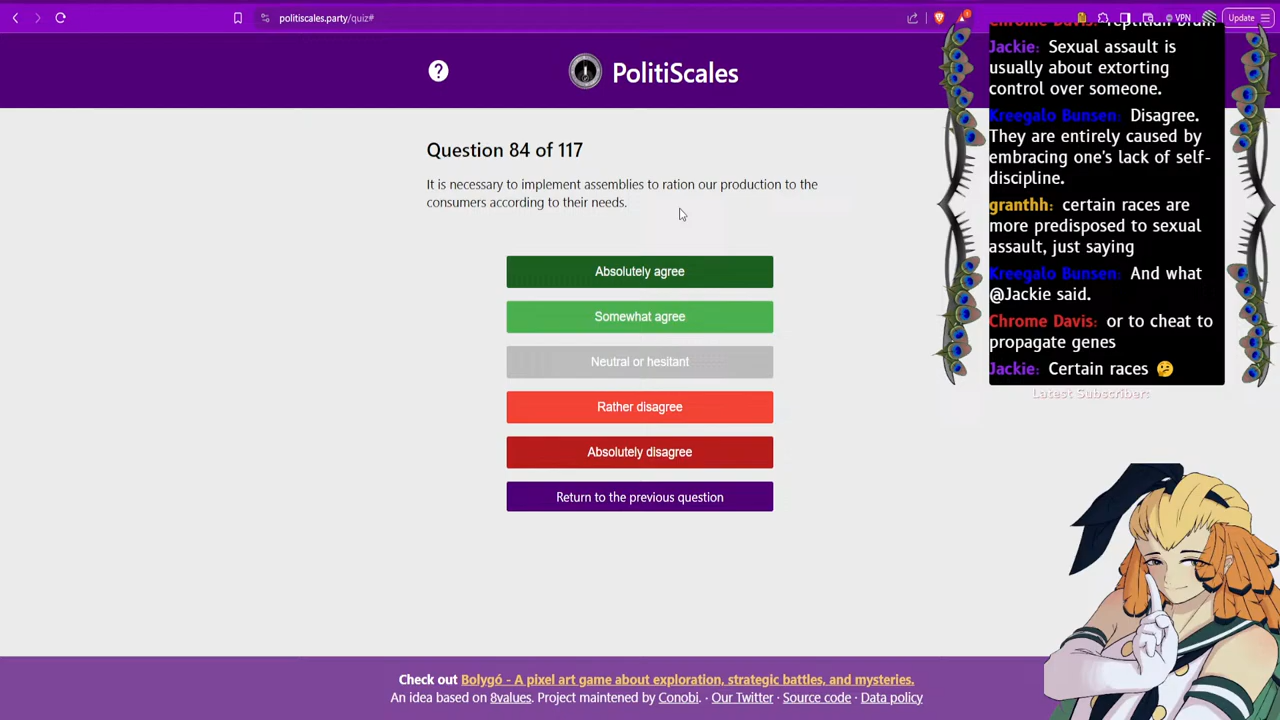 politiscales.party/quiz#
VPN
Update
PolitiScales
Question 84 of 117
It is necessary to implement assemblies to ration our production to the
consumers according to their needs.
Absolutely agree
Somewhat agree
Neutral or hesitant
Rather disagree
Absolutely disagree
Return to the previous question
Check out Bolygó - A pixel art game about exploration, strategic battles, and mysteries.
An idea based on 8values. Project maintened by Conobi. · Our Twitter · Source code · Data policy
Chrome Davis: reptilian brain
Jackie: Sexual assault is
usually about extorting
control over someone.
Kreegalo Bunsen: Disagree.
They are entirely caused by
embracing one's lack of self-
discipline.
granthh: certain races are
more predisposed to sexual
assault, just saying
Kreegalo Bunsen: And what
@Jackie said.
Chrome Davis: or to cheat to
propagate genes
Jackie: Certain races 🤔
Latest Subscriber: